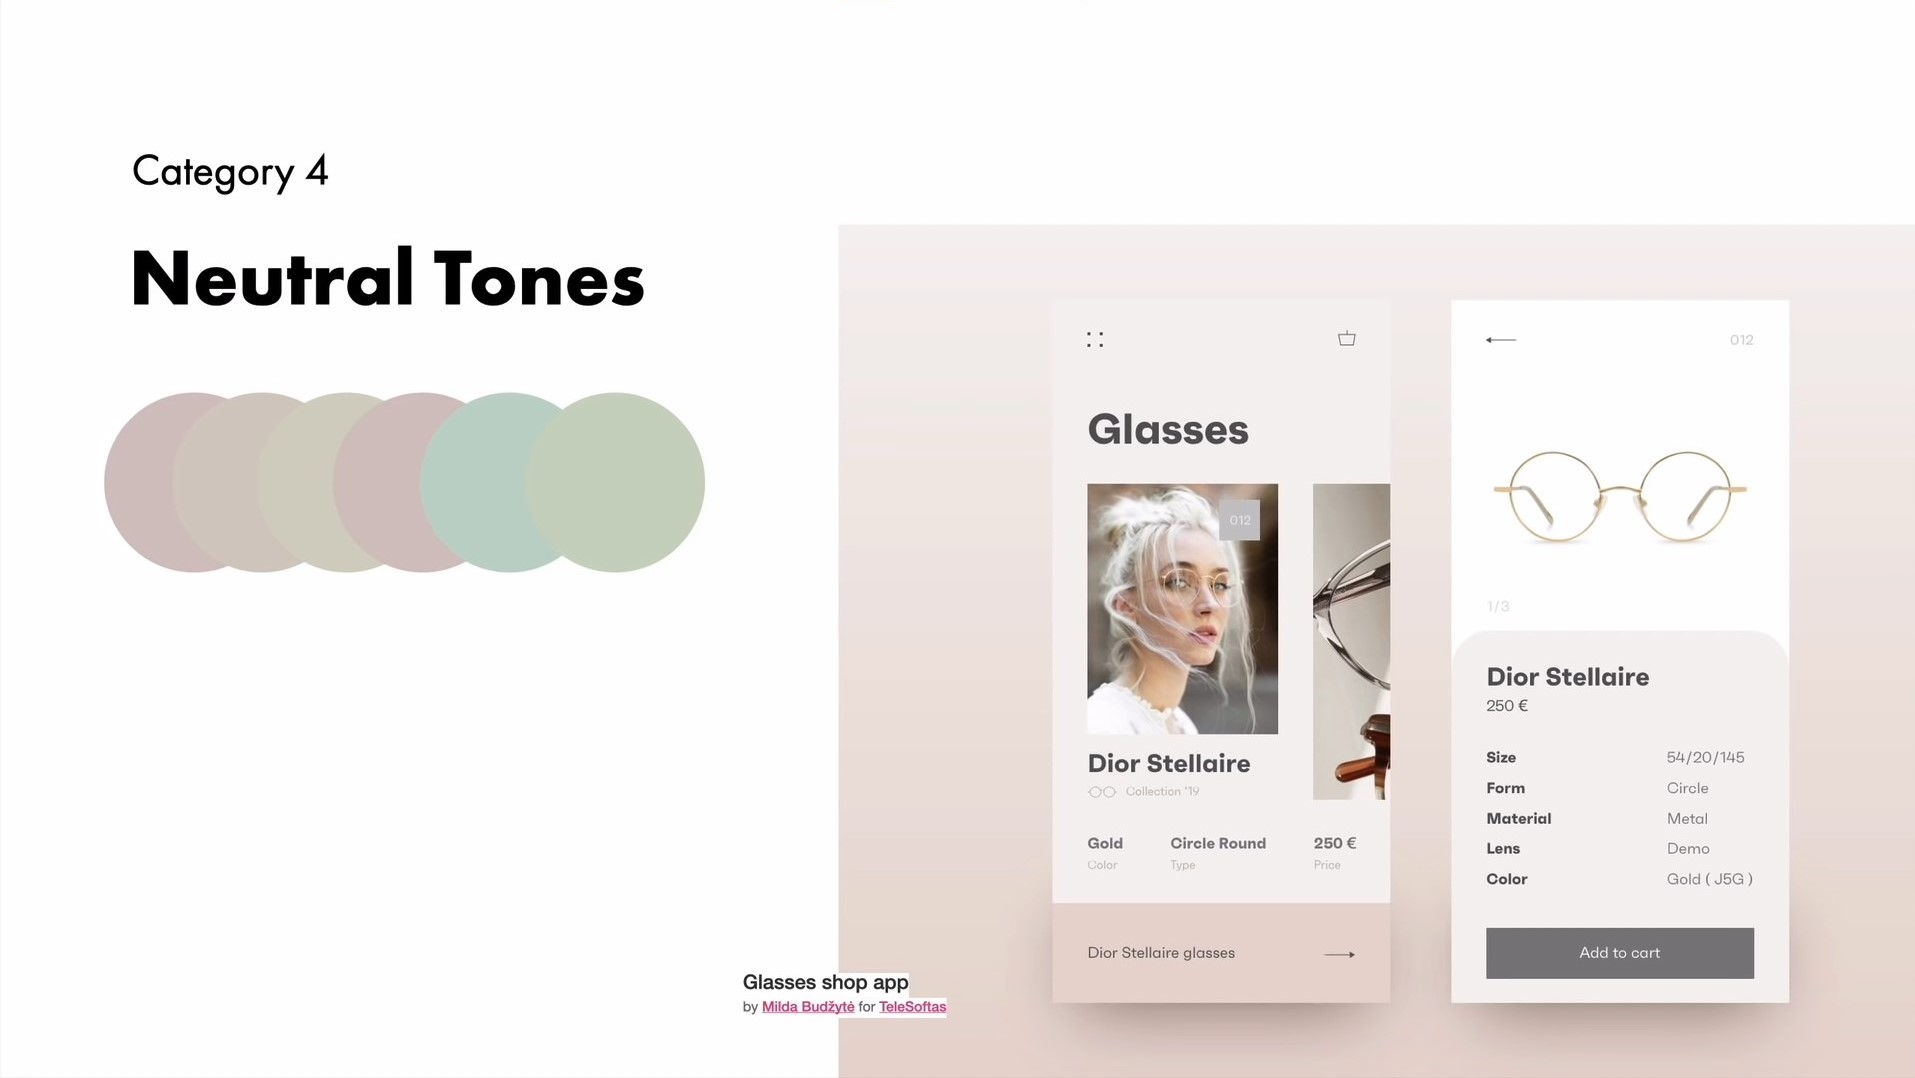 Category 4
Neutral Tones
Glasses shop app
by Milda Budžytė for TeleSoftas
Glasses
012
Dior Stellaire
Collection '19
Gold Circle Round 250 €
Color Type Price
Dior Stellaire glasses
012
1/3
Dior Stellaire
250 €
Size 54/20/145
Form Circle
Material Metal
Lens Demo
Color Gold ( J5G )
Add to cart